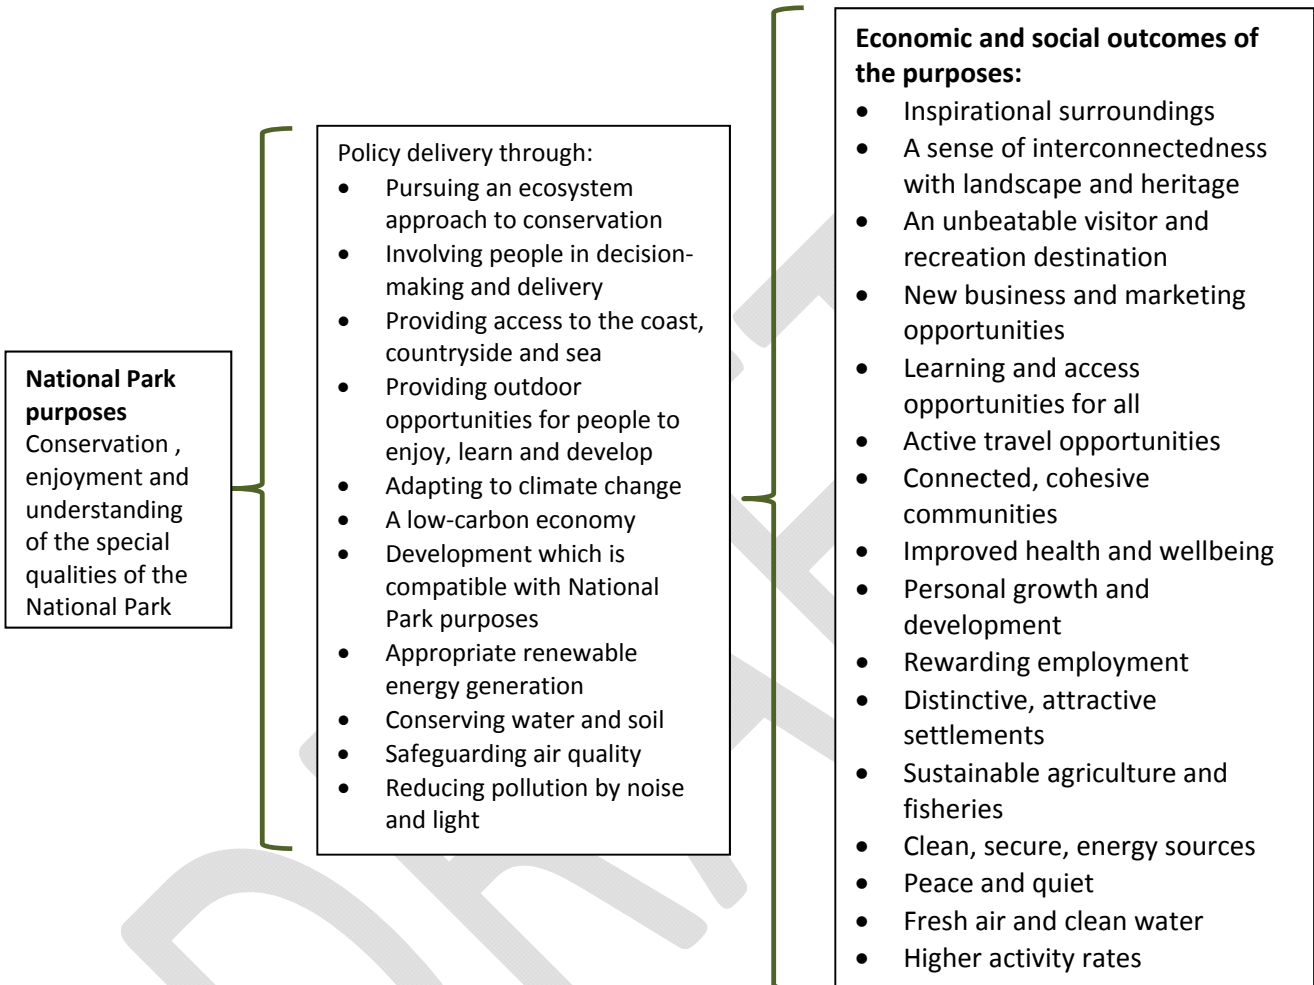 National Park
purposes
Conservation ,
enjoyment and
understanding
of the special
qualities of the
National Park
Policy delivery through:
• Pursuing an ecosystem
approach to conservation
• Involving people in decision-
making and delivery
• Providing access to the coast,
countryside and sea
• Providing outdoor
opportunities for people to
enjoy, learn and develop
• Adapting to climate change
• A low-carbon economy
• Development which is
compatible with National
Park purposes
• Appropriate renewable
energy generation
• Conserving water and soil
• Safeguarding air quality
• Reducing pollution by noise
and light
Economic and social outcomes of
the purposes:
• Inspirational surroundings
• A sense of interconnectedness
with landscape and heritage
• An unbeatable visitor and
recreation destination
• New business and marketing
opportunities
• Learning and access
opportunities for all
• Active travel opportunities
• Connected, cohesive
communities
• Improved health and wellbeing
• Personal growth and
development
• Rewarding employment
• Distinctive, attractive
settlements
• Sustainable agriculture and
fisheries
• Clean, secure, energy sources
• Peace and quiet
• Fresh air and clean water
• Higher activity rates
DRAFT